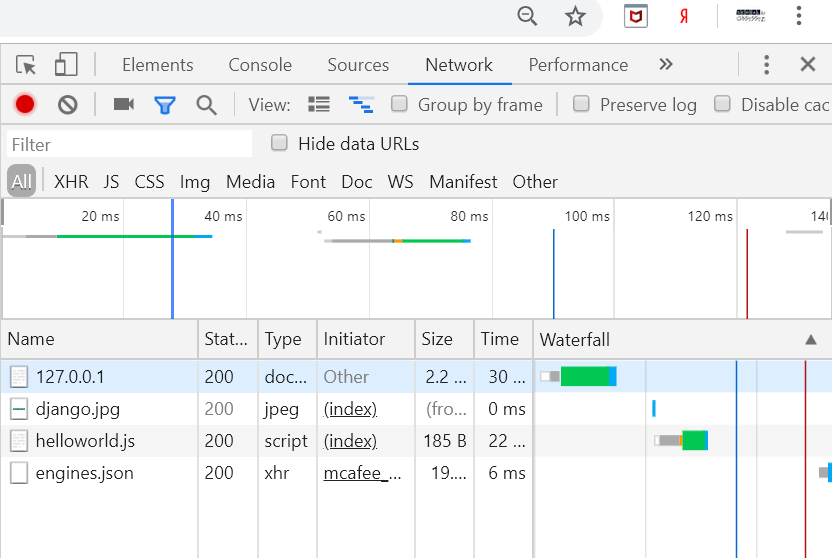 Я
Elements Console Sources Network Performance »
View: Group by frame Preserve log Disable cac
Filter Hide data URLs
All XHR JS CSS Img Media Font Doc WS Manifest Other
20 ms 40 ms 60 ms 80 ms 100 ms 120 ms 140
Name Stat... Type Initiator Size Time Waterfall
127.0.0.1 200 doc... Other 2.2 ... 30 ...
django.jpg 200 jpeg (index) (fro... 0 ms
helloworld.js 200 script (index) 185 B 22 ...
engines.json 200 xhr mcafee_... 19.... 6 ms